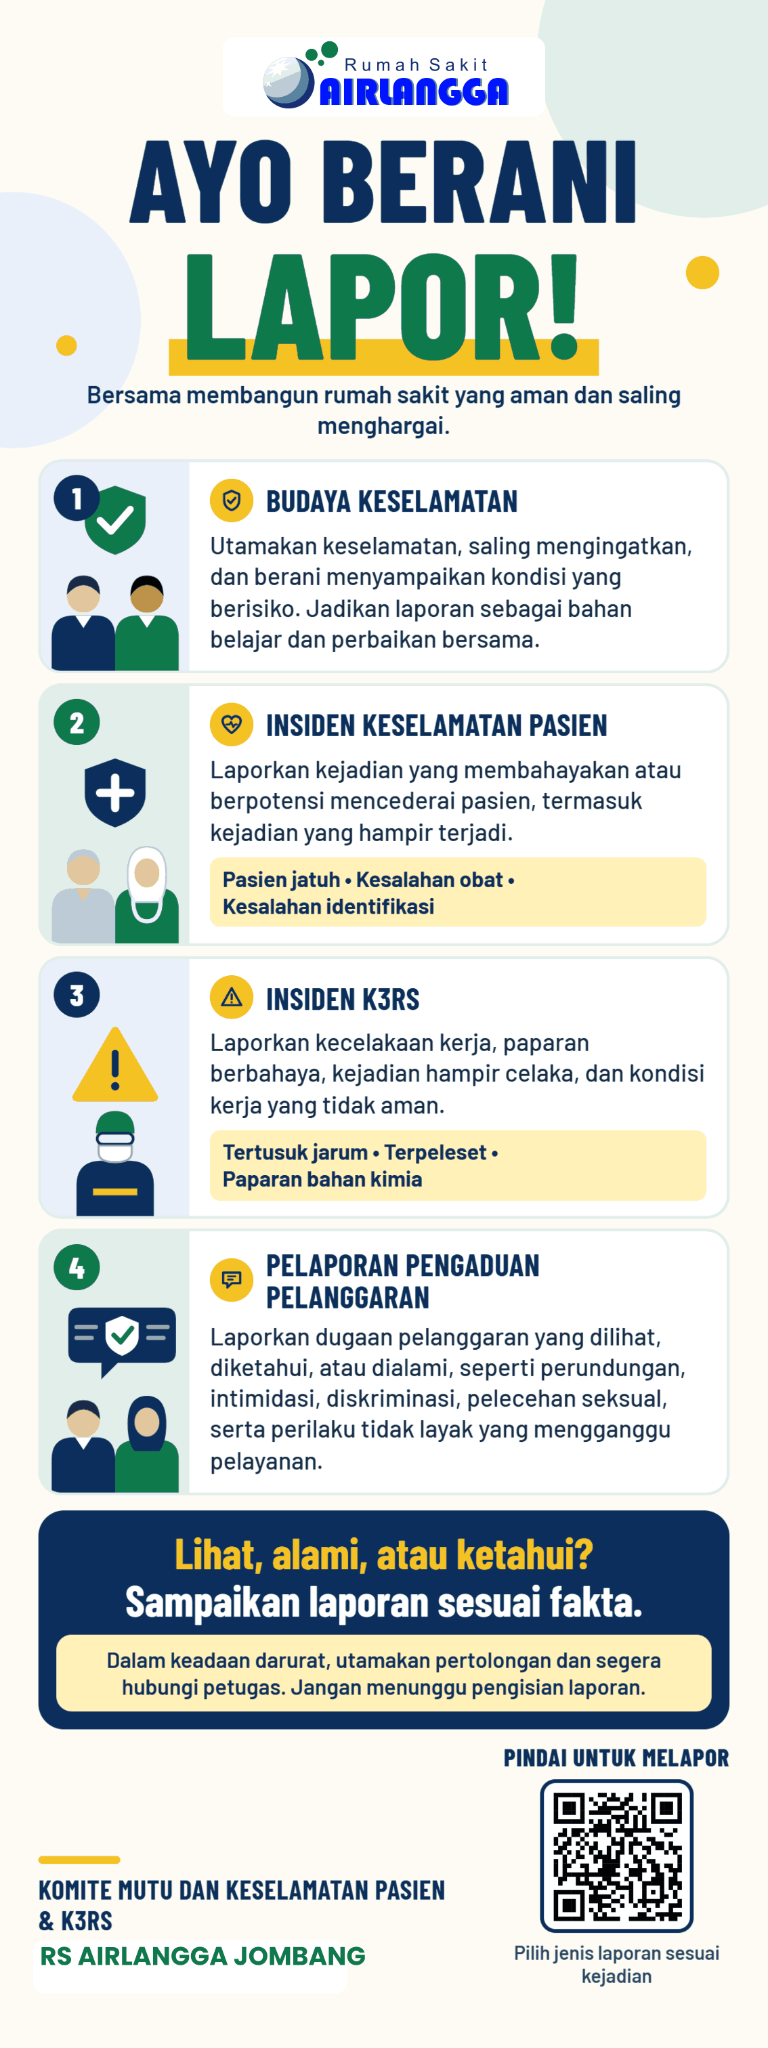 Rumah Sakit
AIRLANGGA
AYO BERANI
LAPOR!
Bersama membangun rumah sakit yang aman dan saling
menghargai.
1
BUDAYA KESELAMATAN
Utamakan keselamatan, saling mengingatkan,
dan berani menyampaikan kondisi yang
berisiko. Jadikan laporan sebagai bahan
belajar dan perbaikan bersama.
2
INSIDEN KESELAMATAN PASIEN
Laporkan kejadian yang membahayakan atau
berpotensi mencederai pasien, termasuk
kejadian yang hampir terjadi.
Pasien jatuh • Kesalahan obat •
Kesalahan identifikasi
3
INSIDEN K3RS
Laporkan kecelakaan kerja, paparan
berbahaya, kejadian hampir celaka, dan kondisi
kerja yang tidak aman.
Tertusuk jarum • Terpeleset •
Paparan bahan kimia
4
PELAPORAN PENGADUAN
PELANGGARAN
Laporkan dugaan pelanggaran yang dilihat,
diketahui, atau dialami, seperti perundungan,
intimidasi, diskriminasi, pelecehan seksual,
serta perilaku tidak layak yang mengganggu
pelayanan.
Lihat, alami, atau ketahui?
Sampaikan laporan sesuai fakta.
Dalam keadaan darurat, utamakan pertolongan dan segera
hubungi petugas. Jangan menunggu pengisian laporan.
PINDAI UNTUK MELAPOR
KOMITE MUTU DAN KESELAMATAN PASIEN
& K3RS
RS AIRLANGGA JOMBANG
Pilih jenis laporan sesuai
kejadian